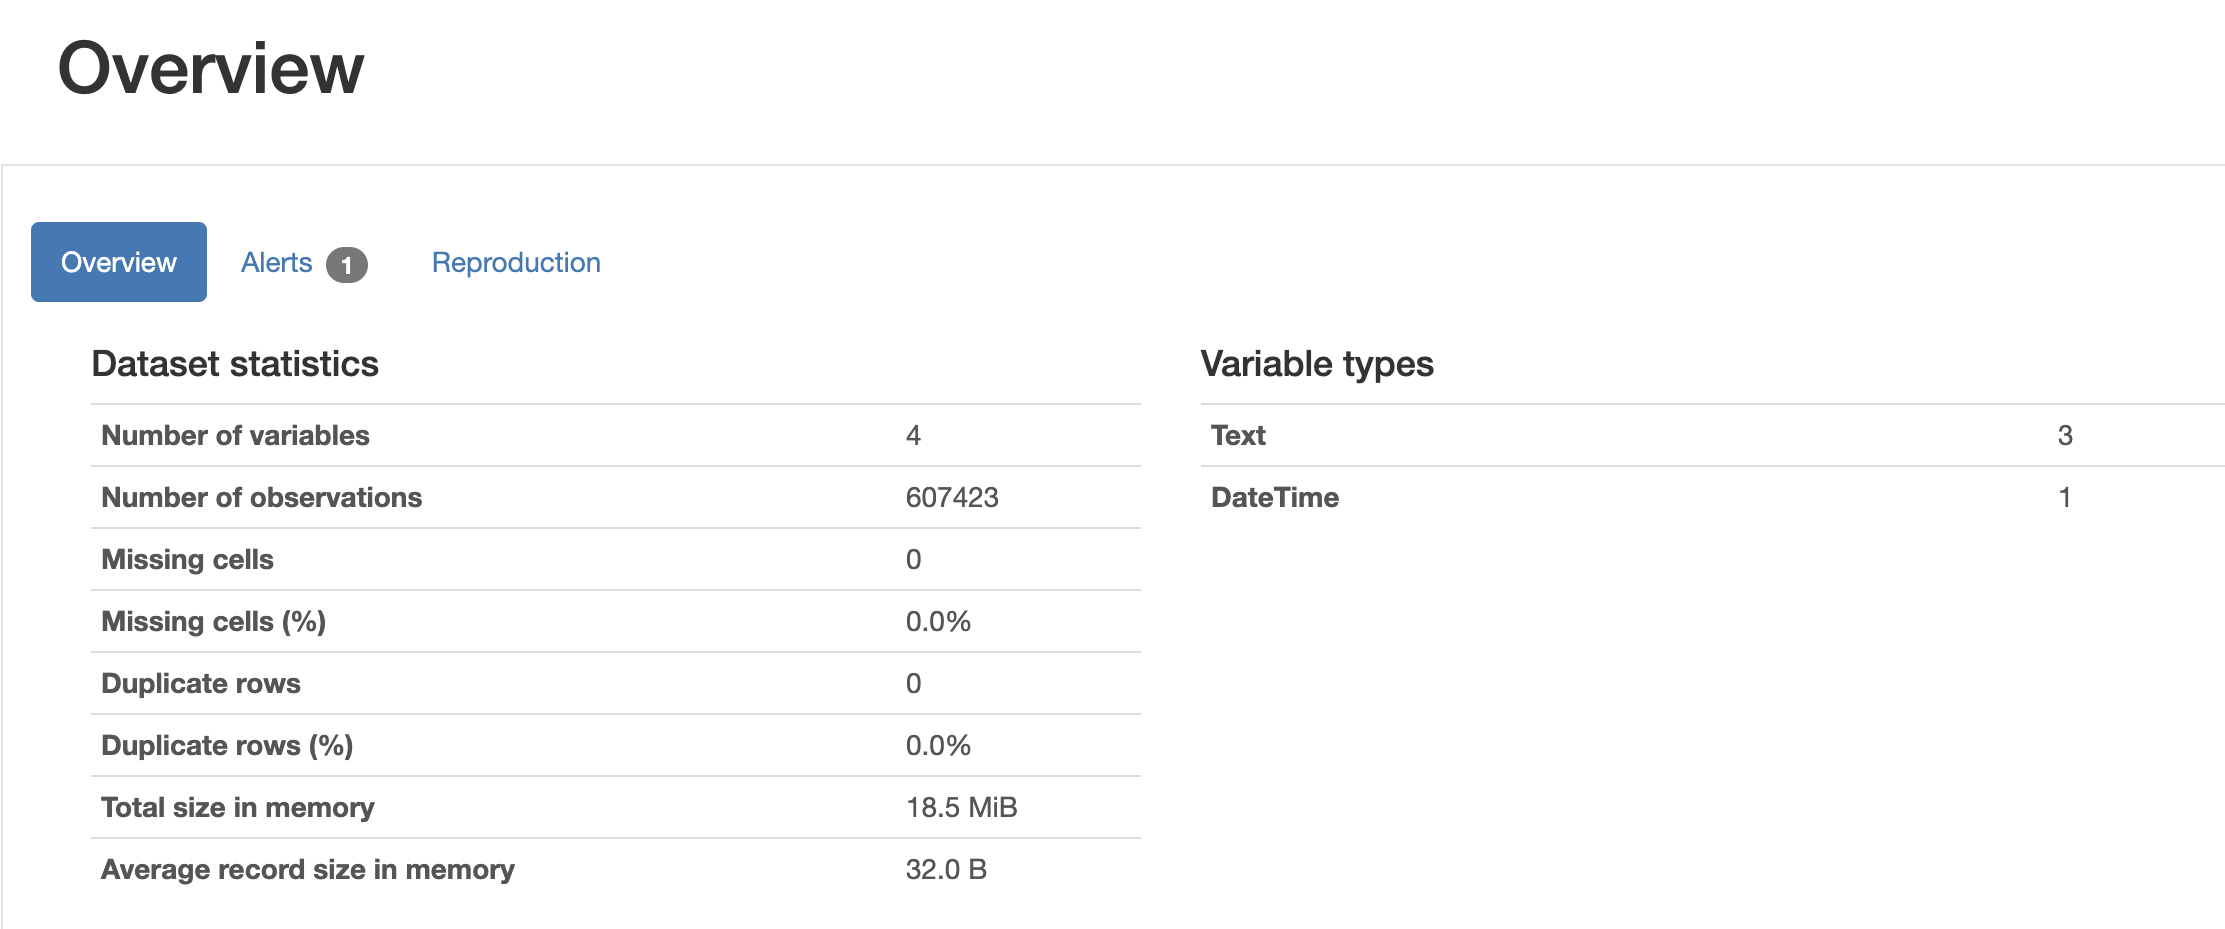 Overview
Overview Alerts 1 Reproduction
Dataset statistics
Number of variables 4
Number of observations 607423
Missing cells 0
Missing cells (%) 0.0%
Duplicate rows 0
Duplicate rows (%) 0.0%
Total size in memory 18.5 MiB
Average record size in memory 32.0 B
Variable types
Text 3
DateTime 1